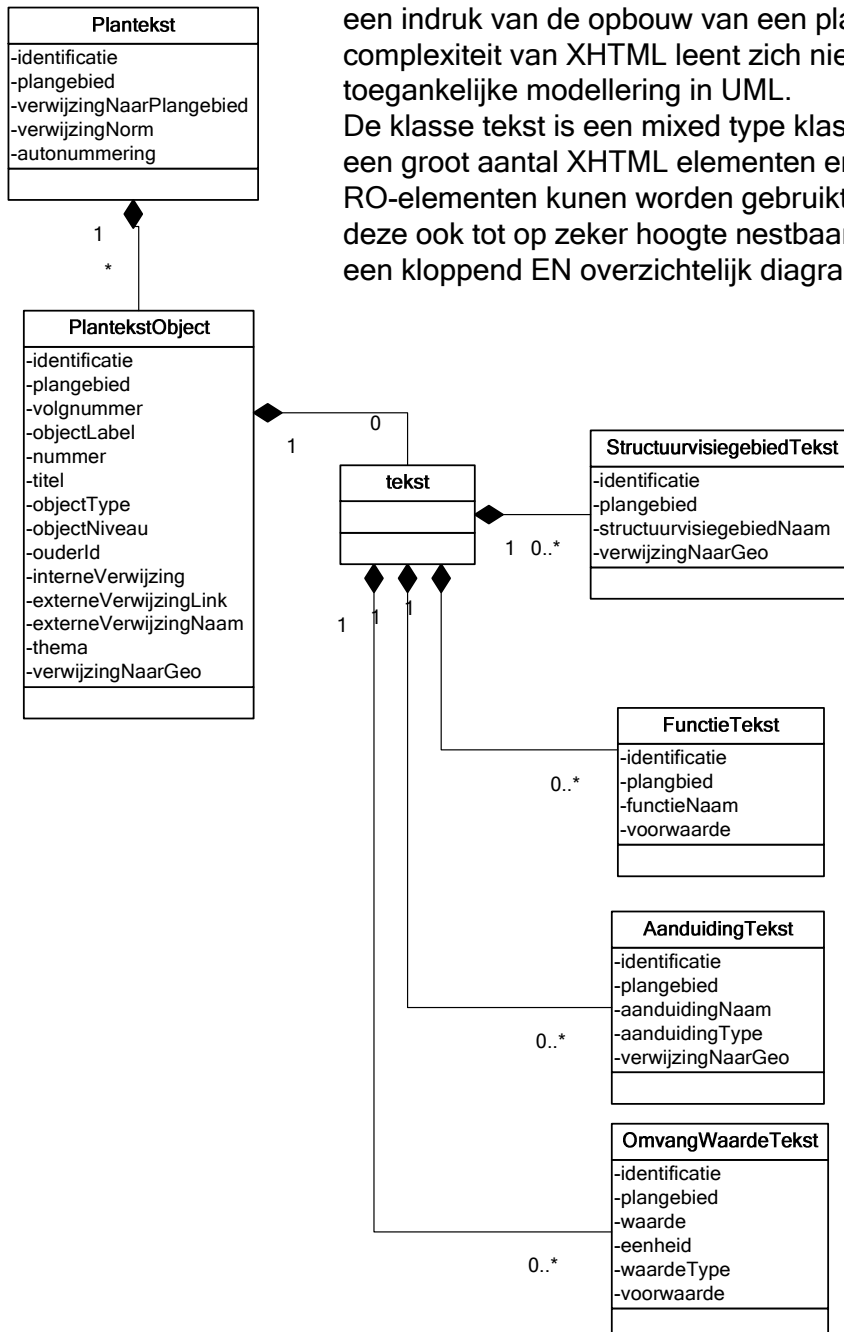 Plantekst
-identificatie
-plangebied
-verwijzingNaarPlangebied
-verwijzingNorm
-autonummering
een indruk van de opbouw van een pla
complexiteit van XHTML leent zich nie
toegankelijke modellering in UML.
De klasse tekst is een mixed type klas
een groot aantal XHTML elementen er
RO-elementen kunen worden gebruikt
deze ook tot op zeker hoogte nestbaar
een kloppend EN overzichtelijk diagra
1
*
PlantekstObject
-identificatie
-plangebied
-volgnummer
-objectLabel
-nummer
-titel
-objectType
-objectNiveau
-ouderId
-interneVerwijzing
-externeVerwijzingLink
-externeVerwijzingNaam
-thema
-verwijzingNaarGeo
1
0
tekst
1 0..*
StructuurvisiegebiedTekst
-identificatie
-plangebied
-structuurvisiegebiedNaam
-verwijzingNaarGeo
1 1 1
0..*
FunctieTekst
-identificatie
-plangbied
-functieNaam
-voorwaarde
0..*
AanduidingTekst
-identificatie
-plangebied
-aanduidingNaam
-aanduidingType
-verwijzingNaarGeo
0..*
OmvangWaardeTekst
-identificatie
-plangebied
-waarde
-eenheid
-waardeType
-voorwaarde